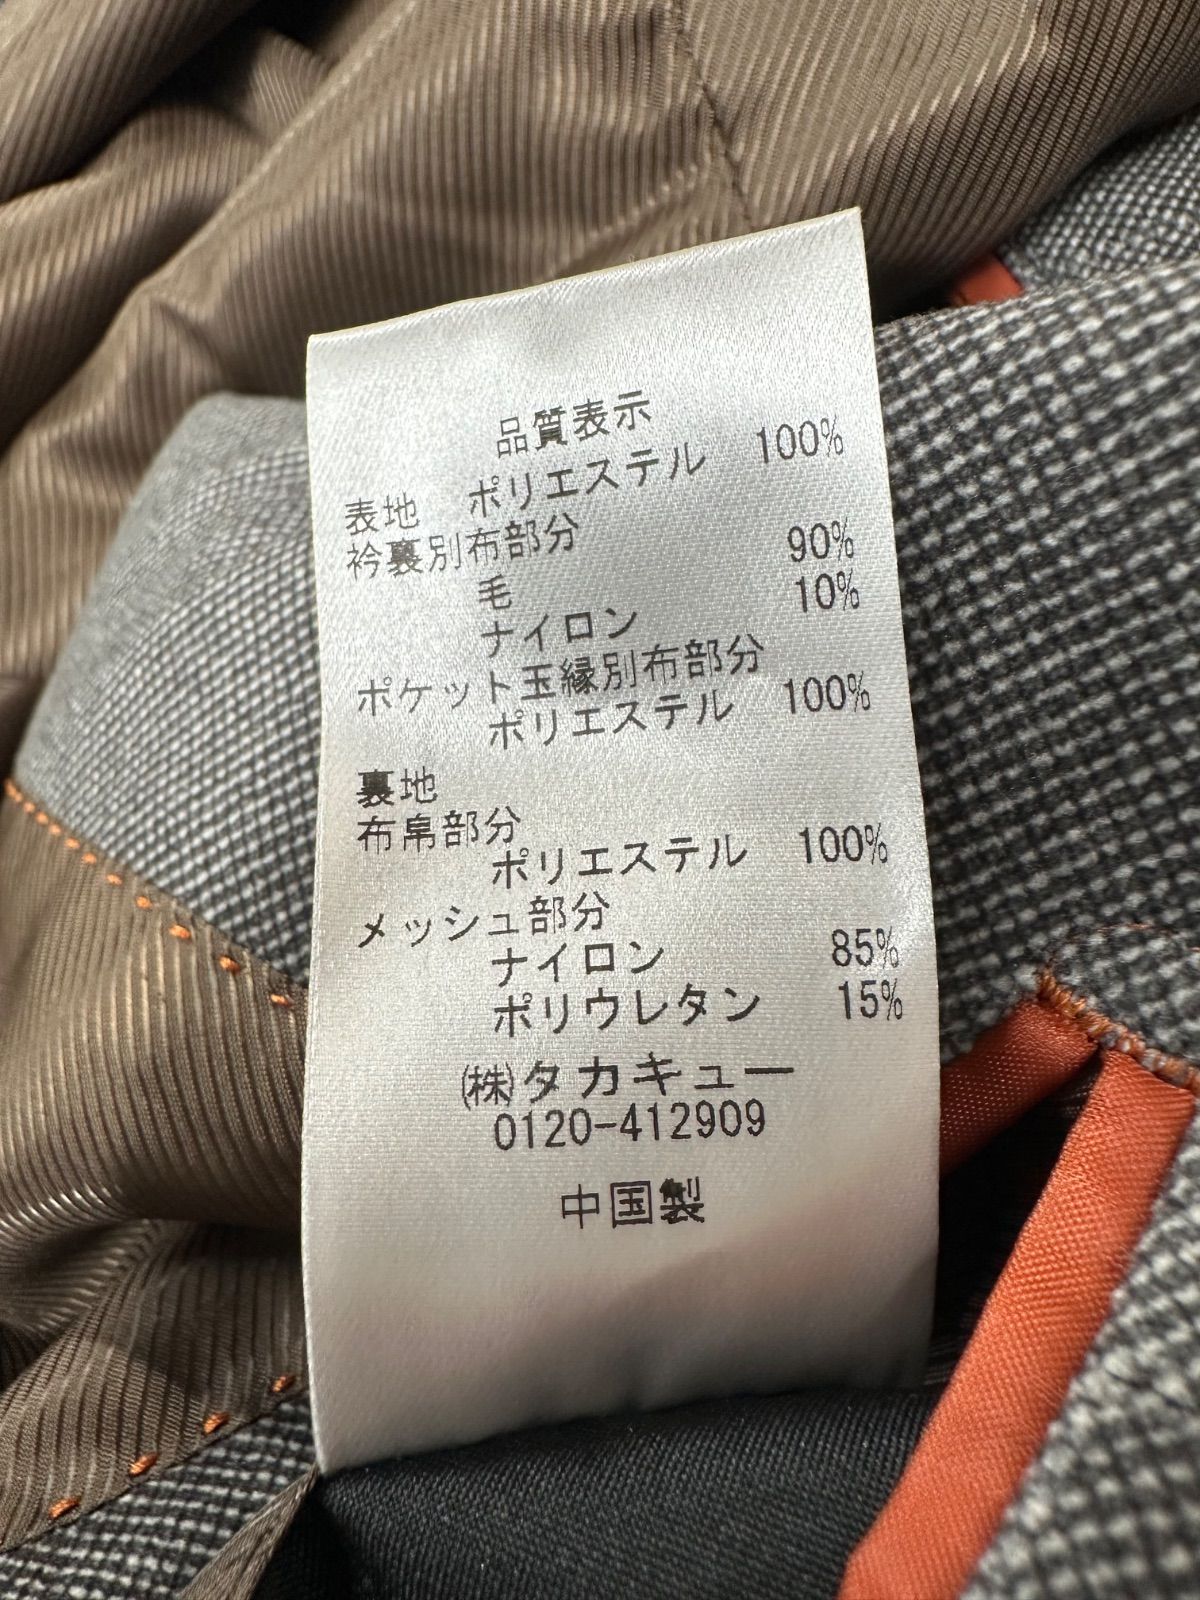 品質表示
表地 ポリエステル 100%
衿裏別布部分
毛 90%
ナイロン 10%
ポケット玉縁別布部分
ポリエステル 100%
裏地
布帛部分
ポリエステル 100%
メッシュ部分
ナイロン 85%
ポリウレタン 15%
㈱タカキュー
0120-412909
中国製